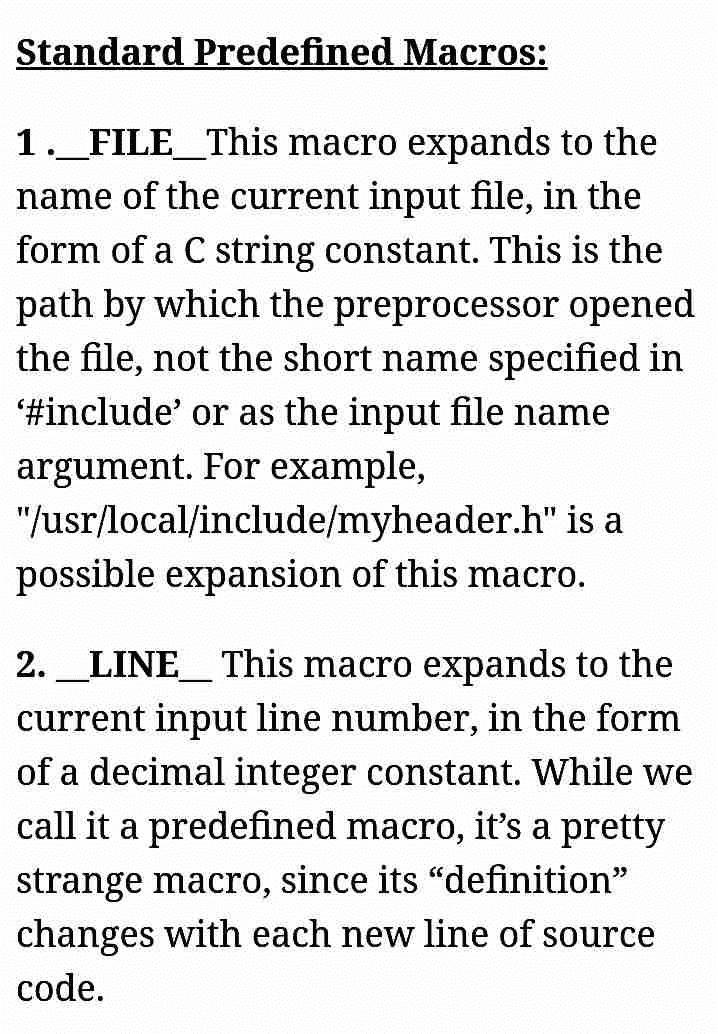 Standard Predefined Macros:
1 .__FILE__This macro expands to the
name of the current input file, in the
form of a C string constant. This is the
path by which the preprocessor opened
the file, not the short name specified in
‘#include’ or as the input file name
argument. For example,
"/usr/local/include/myheader.h" is a
possible expansion of this macro.
2. __LINE__ This macro expands to the
current input line number, in the form
of a decimal integer constant. While we
call it a predefined macro, it’s a pretty
strange macro, since its “definition”
changes with each new line of source
code.